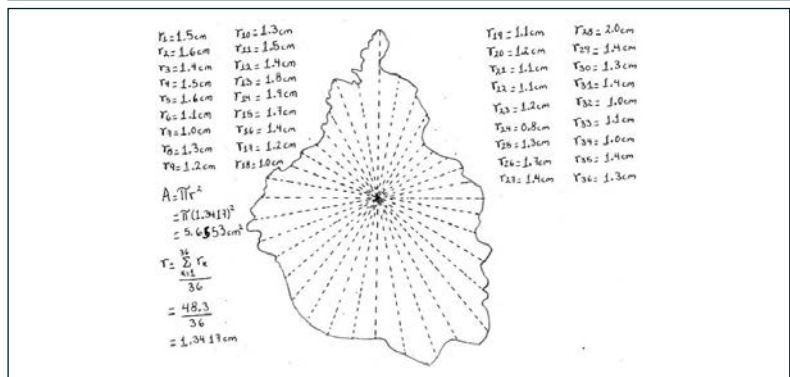 r₁=1.5cm
r₂=1.6cm
r₃=1.4cm
r₄=1.5cm
r₅=1.6cm
r₆=1.1cm
r₇=1.0cm
r₈=1.3cm
r₉=1.2cm
r₁₀=1.3cm
r₁₁=1.5cm
r₁₂=1.4cm
r₁₃=1.8cm
r₁₄=1.9cm
r₁₅=1.7cm
r₁₆=1.4cm
r₁₇=1.2cm
r₁₈=1.0cm
A=πr²
=π(1.3417)²
=5.6553cm²
r=
36
Σ rₖ
k=1
36
=48.3
36
=1.3417cm
r₁₉=1.1cm
r₂₀=1.2cm
r₂₁=1.1cm
r₂₂=1.1cm
r₂₃=1.2cm
r₂₄=0.8cm
r₂₅=1.3cm
r₂₆=1.7cm
r₂₇=1.4cm
r₂₈=2.0cm
r₂₉=1.4cm
r₃₀=1.3cm
r₃₁=1.4cm
r₃₂=1.0cm
r₃₃=1.1cm
r₃₄=1.0cm
r₃₅=1.4cm
r₃₆=1.3cm